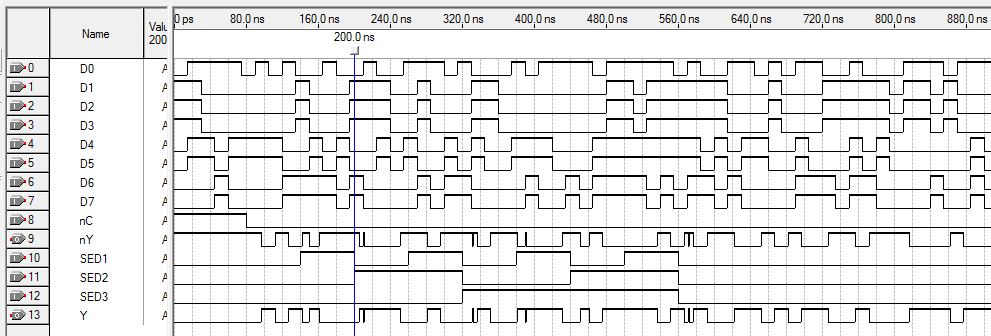 0 ps 80.0 ns 160.0 ns 240.0 ns 320.0 ns 400.0 ns 480.0 ns 560.0 ns 640.0 ns 720.0 ns 800.0 ns 880.0 ns
Name
Valu
200
200.0 ns
0 D0 A
1 D1 A
2 D2 A
3 D3 A
4 D4 A
5 D5 A
6 D6 A
7 D7 A
8 nC A
9 nY A
10 SED1 A
11 SED2 A
12 SED3 A
13 Y A